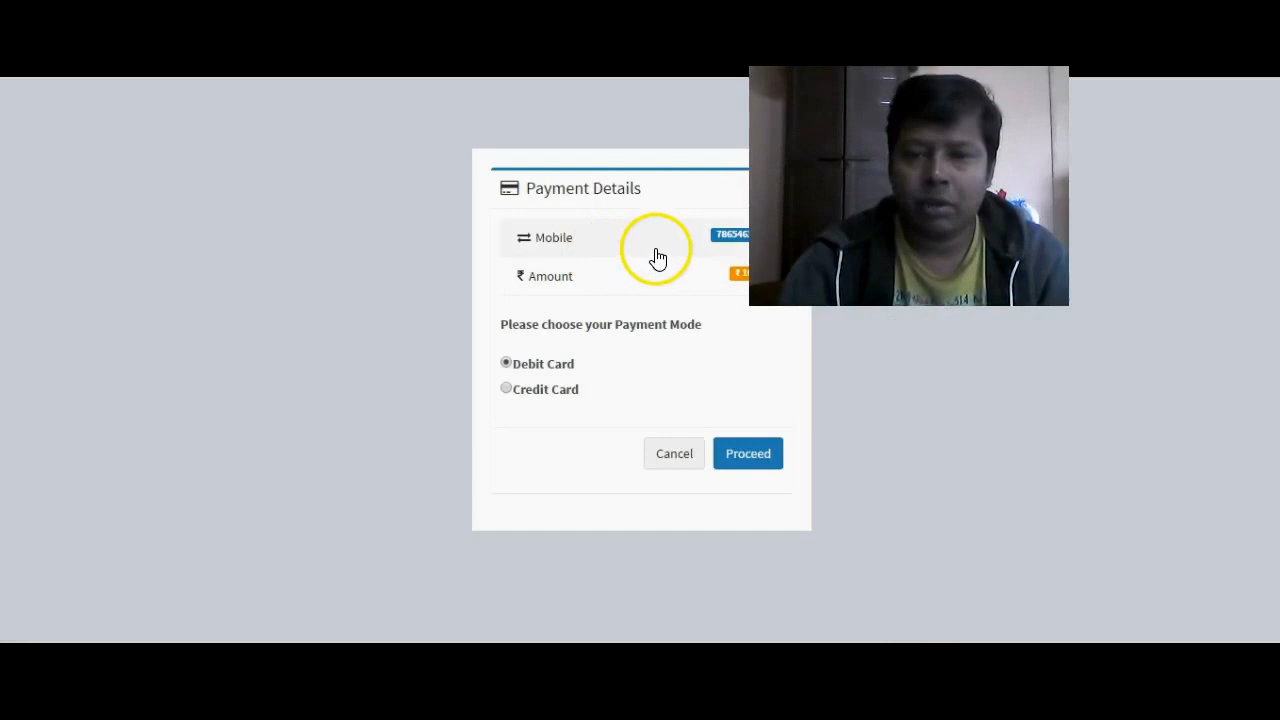 Payment Details
Mobile
Amount
Please choose your Payment Mode
Debit Card
Credit Card
Cancel Proceed